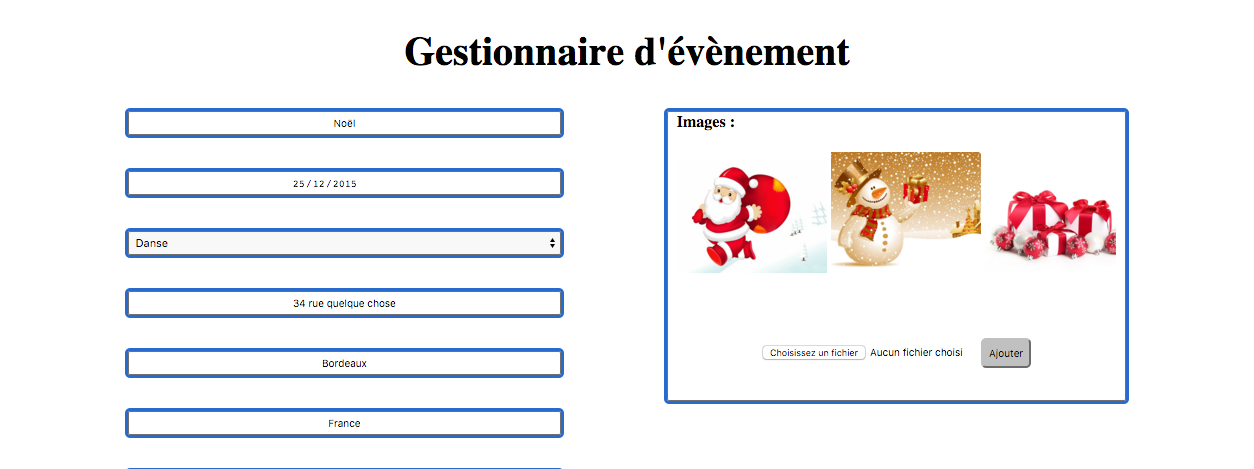 Gestionnaire d'évènement
Noël
25 / 12 / 2015
Danse
34 rue quelque chose
Bordeaux
France
Images :
Choisissez un fichier Aucun fichier choisi Ajouter